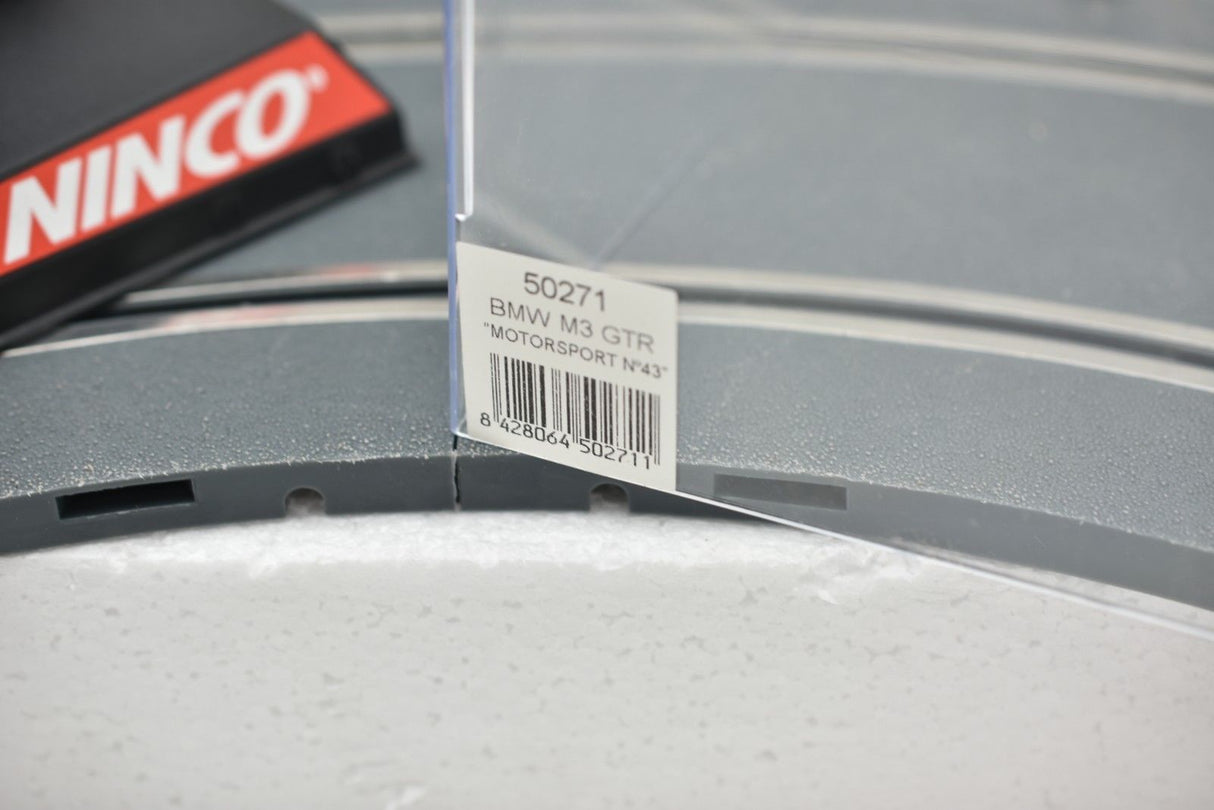 NINCO®
50271
BMW M3 GTR
"MOTORSPORT Nº43"
8 428064 502711